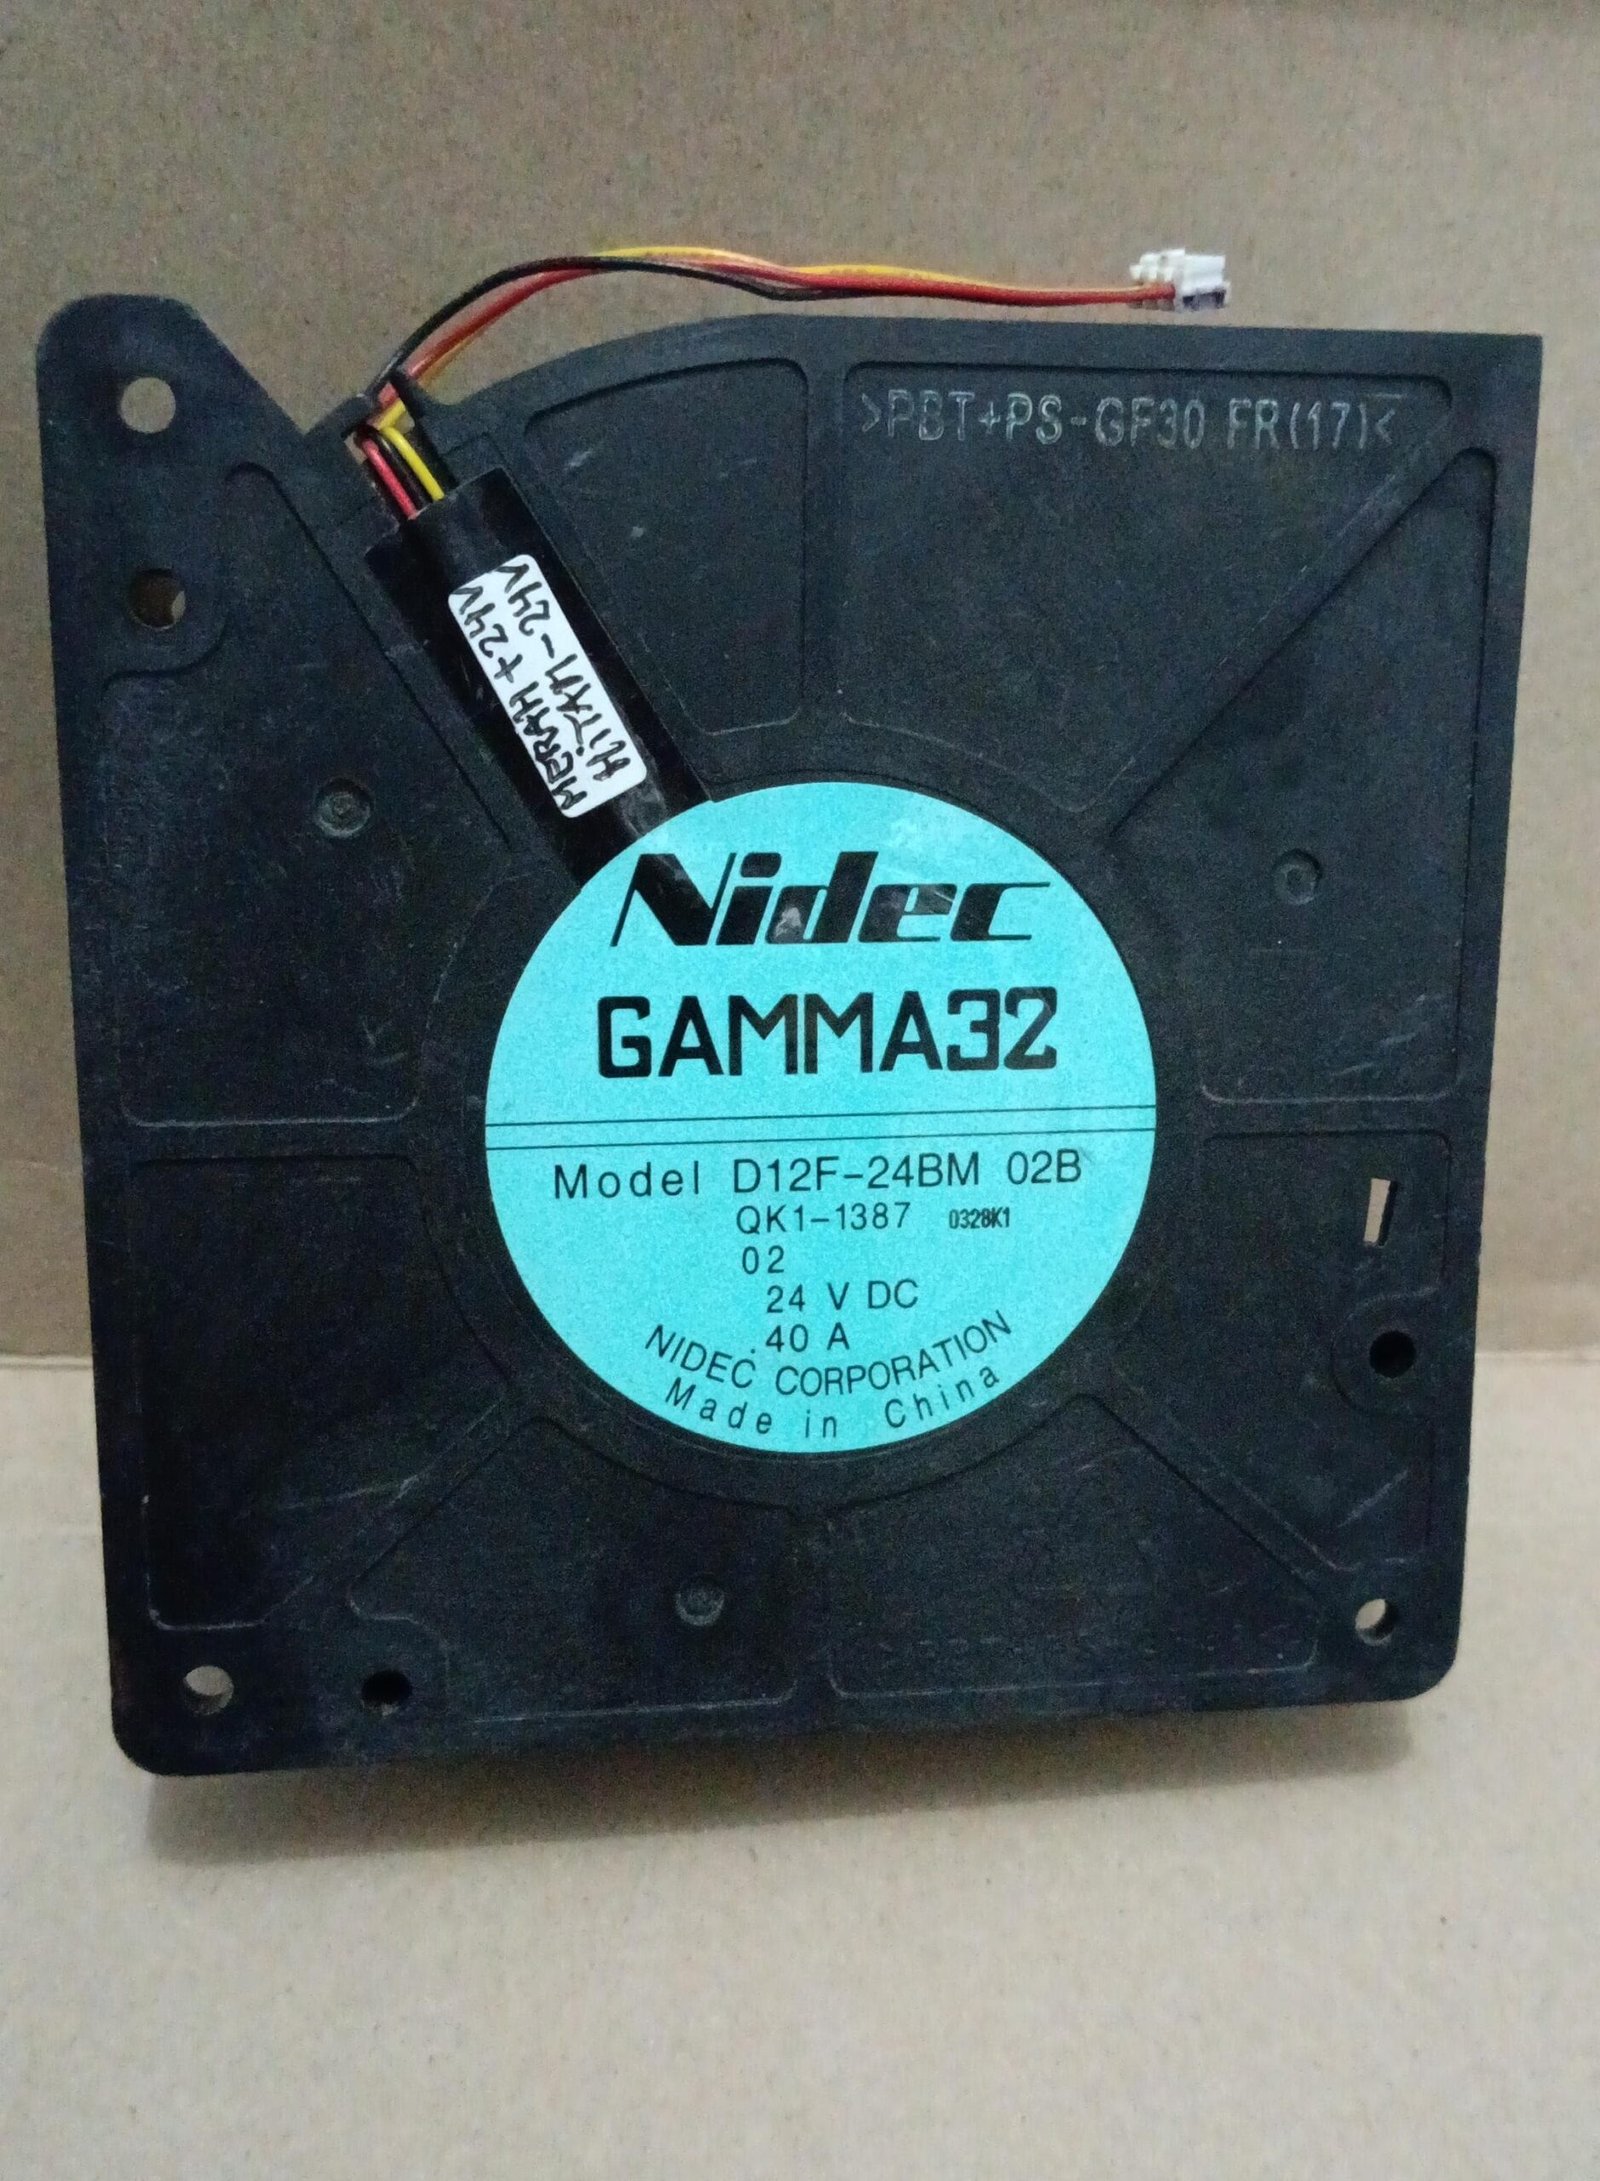 >PBT+PS-GF30 FR(17)<
MERAH +24V
HiTAM -24V
Nidec
GAMMA32
Model D12F-24BM 02B
QK1-1387 0328K1
02
24 V DC
.40 A
NIDEC CORPORATION
Made in China